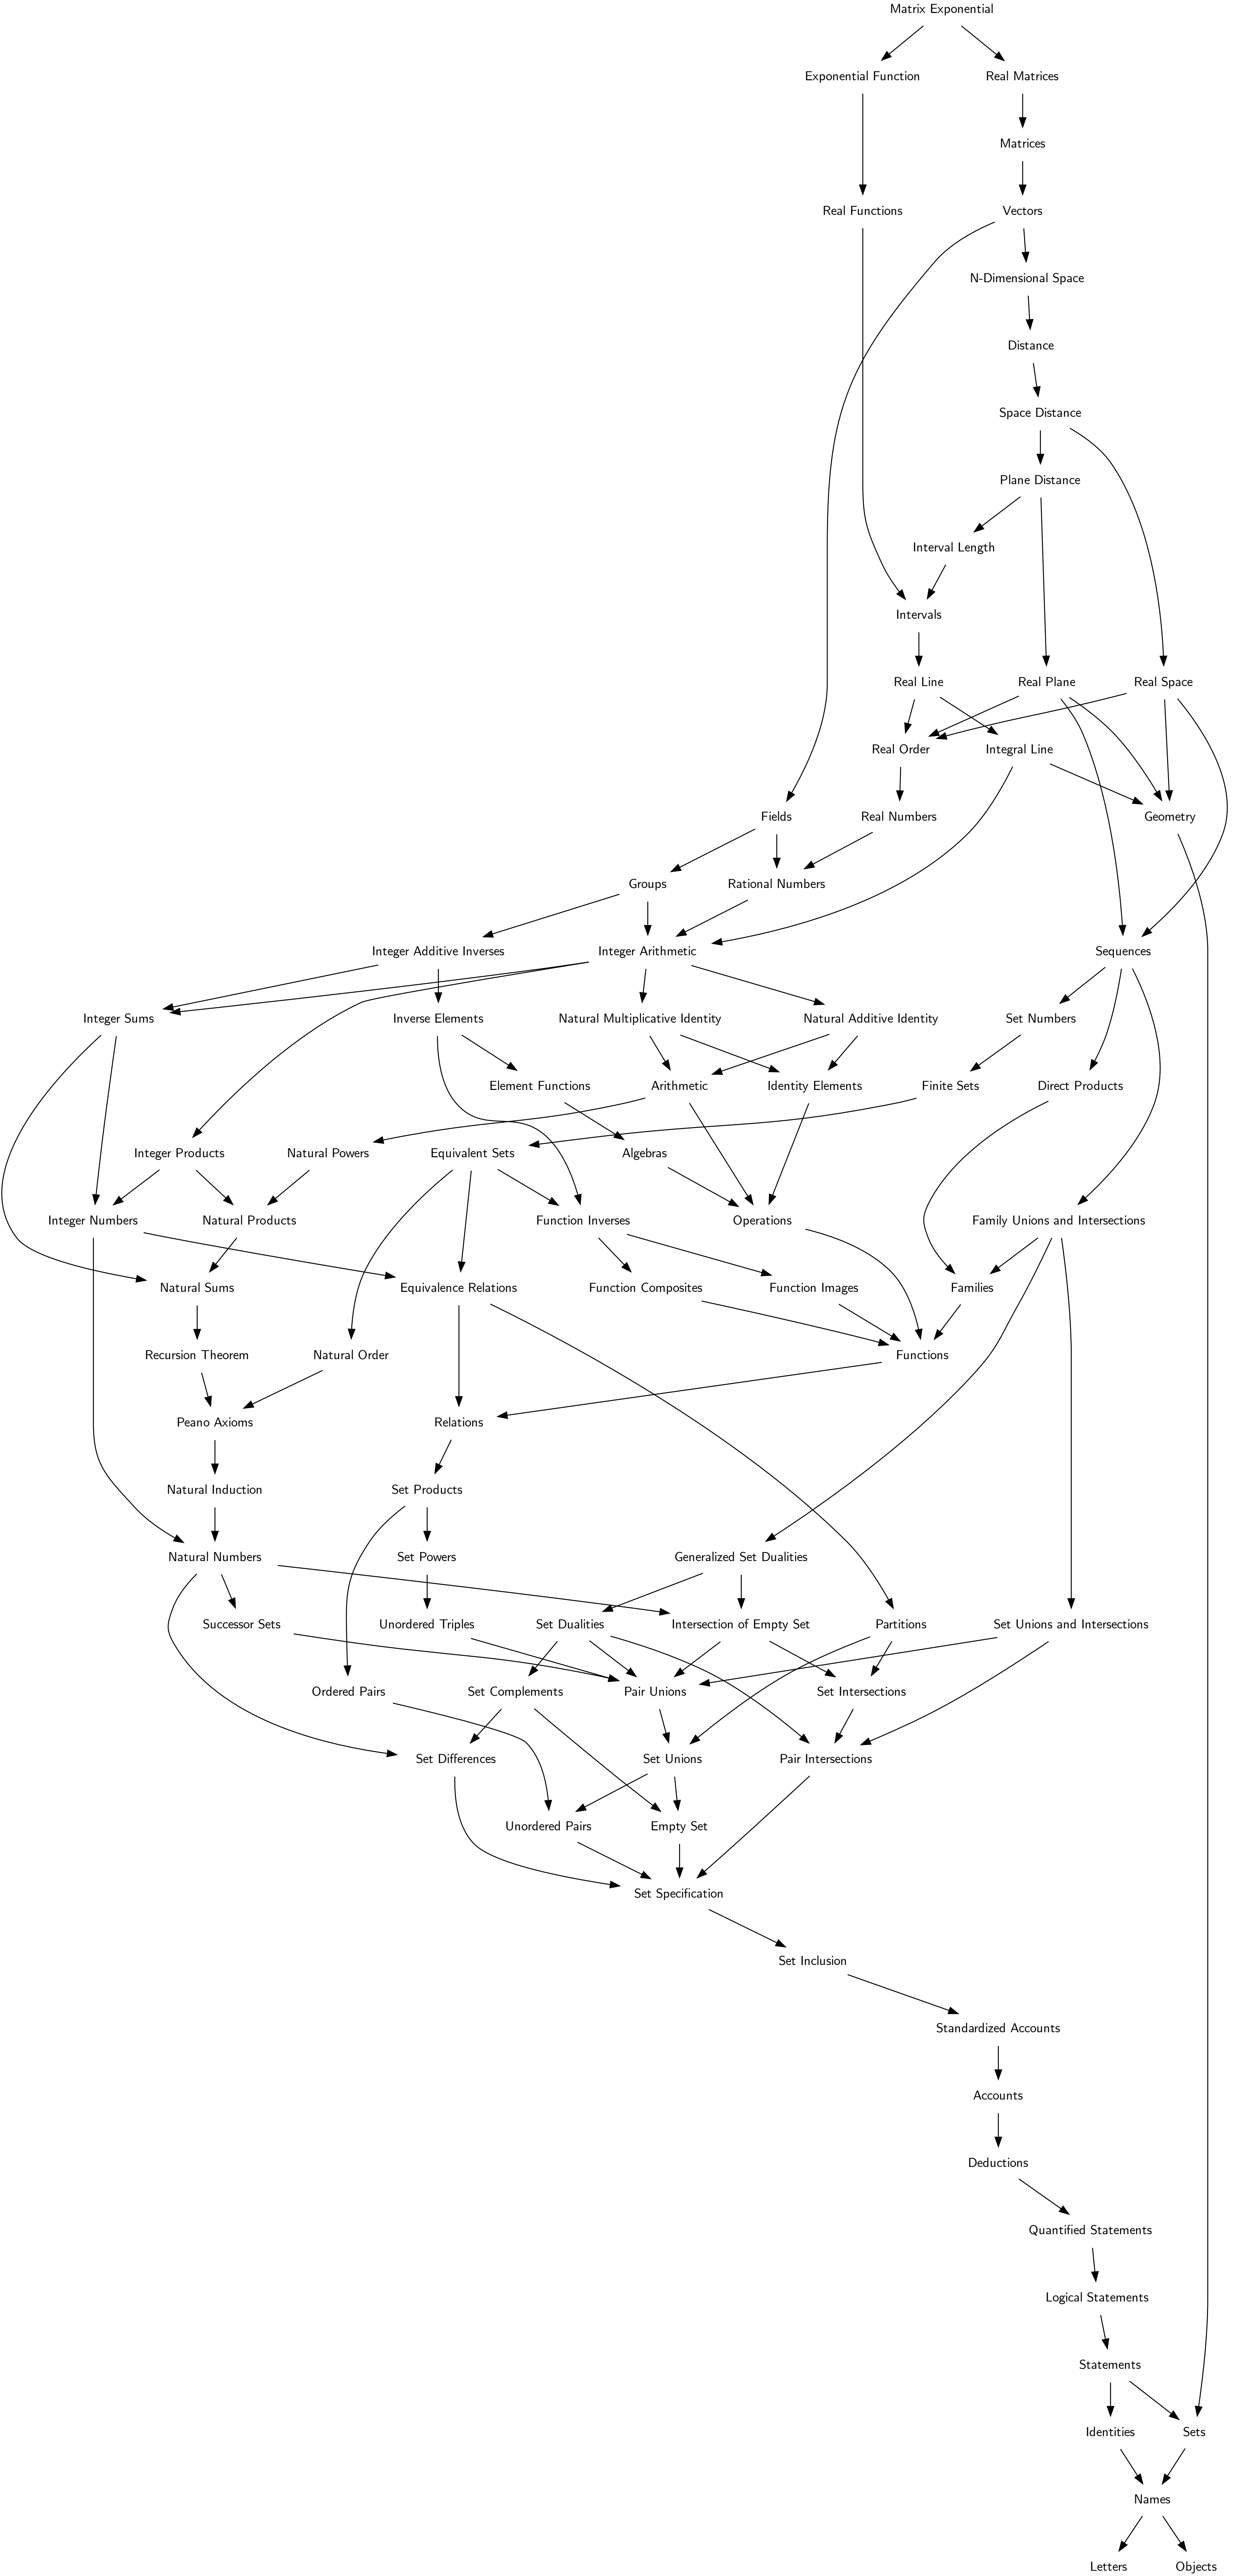 Matrix Exponential
Exponential Function
Real Matrices
Matrices
Real Functions
Vectors
N-Dimensional Space
Distance
Space Distance
Plane Distance
Interval Length
Intervals
Real Line
Real Plane
Real Space
Real Order
Integral Line
Fields
Real Numbers
Geometry
Groups
Rational Numbers
Integer Additive Inverses
Integer Arithmetic
Sequences
Integer Sums
Inverse Elements
Natural Multiplicative Identity
Natural Additive Identity
Set Numbers
Element Functions
Arithmetic
Identity Elements
Finite Sets
Direct Products
Integer Products
Natural Powers
Equivalent Sets
Algebras
Integer Numbers
Natural Products
Function Inverses
Operations
Family Unions and Intersections
Natural Sums
Equivalence Relations
Function Composites
Function Images
Families
Recursion Theorem
Natural Order
Functions
Peano Axioms
Relations
Natural Induction
Set Products
Natural Numbers
Set Powers
Generalized Set Dualities
Successor Sets
Unordered Triples
Set Dualities
Intersection of Empty Set
Partitions
Set Unions and Intersections
Ordered Pairs
Set Complements
Pair Unions
Set Intersections
Set Differences
Set Unions
Pair Intersections
Unordered Pairs
Empty Set
Set Specification
Set Inclusion
Standardized Accounts
Accounts
Deductions
Quantified Statements
Logical Statements
Statements
Identities
Sets
Names
Letters
Objects